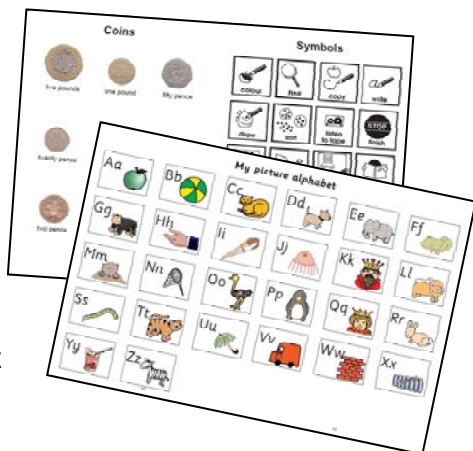 Coins
two pounds
one pound
fifty pence
twenty pence
two pence
Symbols
colour
find
copy
write
draw
sort
listen to tape
STOP
finish
My picture alphabet
Aa Bb Cc Dd Ee Ff
Gg Hh Ii Jj Kk Ll
Mm Nn Oo Pp Qq Rr
Ss Tt Uu Vv Ww Xx
Yy Zz